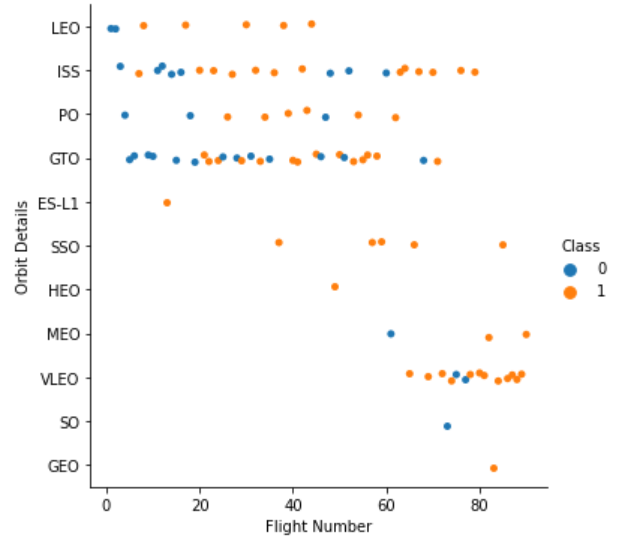 Orbit Details
LEO
ISS
PO
GTO
ES-L1
SSO
HEO
MEO
VLEO
SO
GEO
0 20 40 60 80
Flight Number
Class
0
1